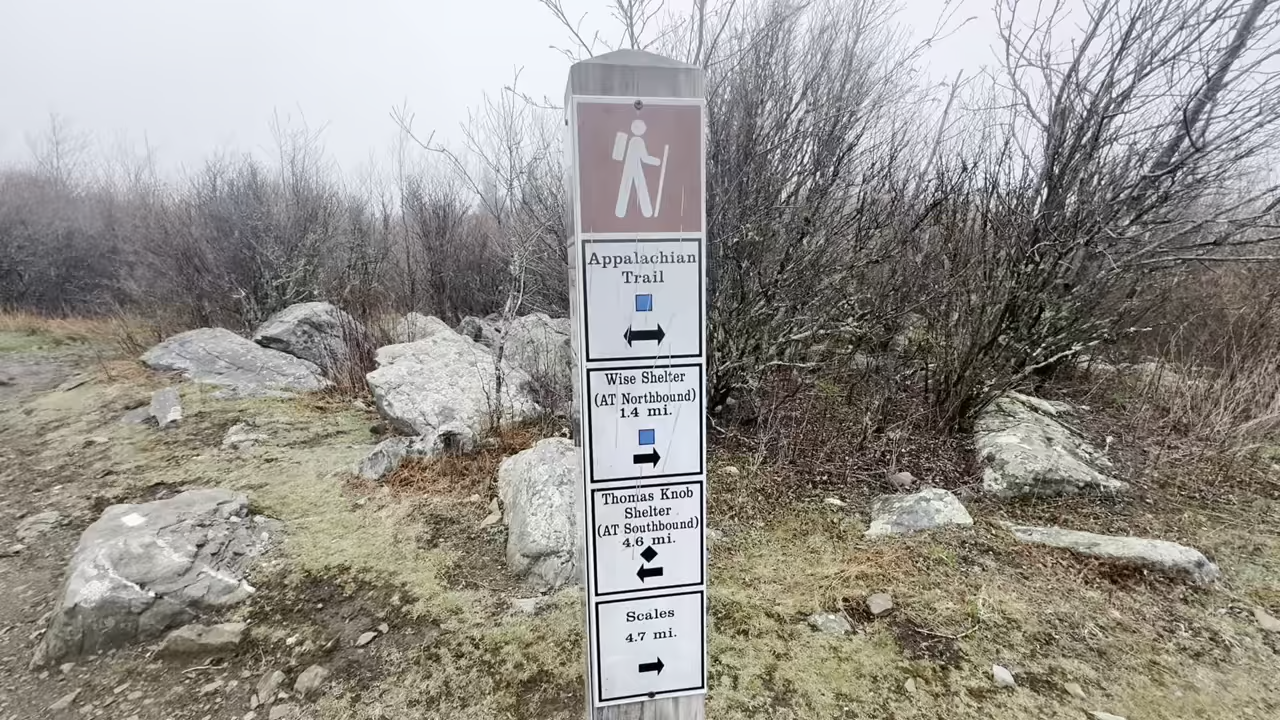 Appalachian
Trail
Wise Shelter
(AT Northbound)
1.4 mi.
Thomas Knob
Shelter
(AT Southbound)
4.6 mi.
Scales
4.7 mi.